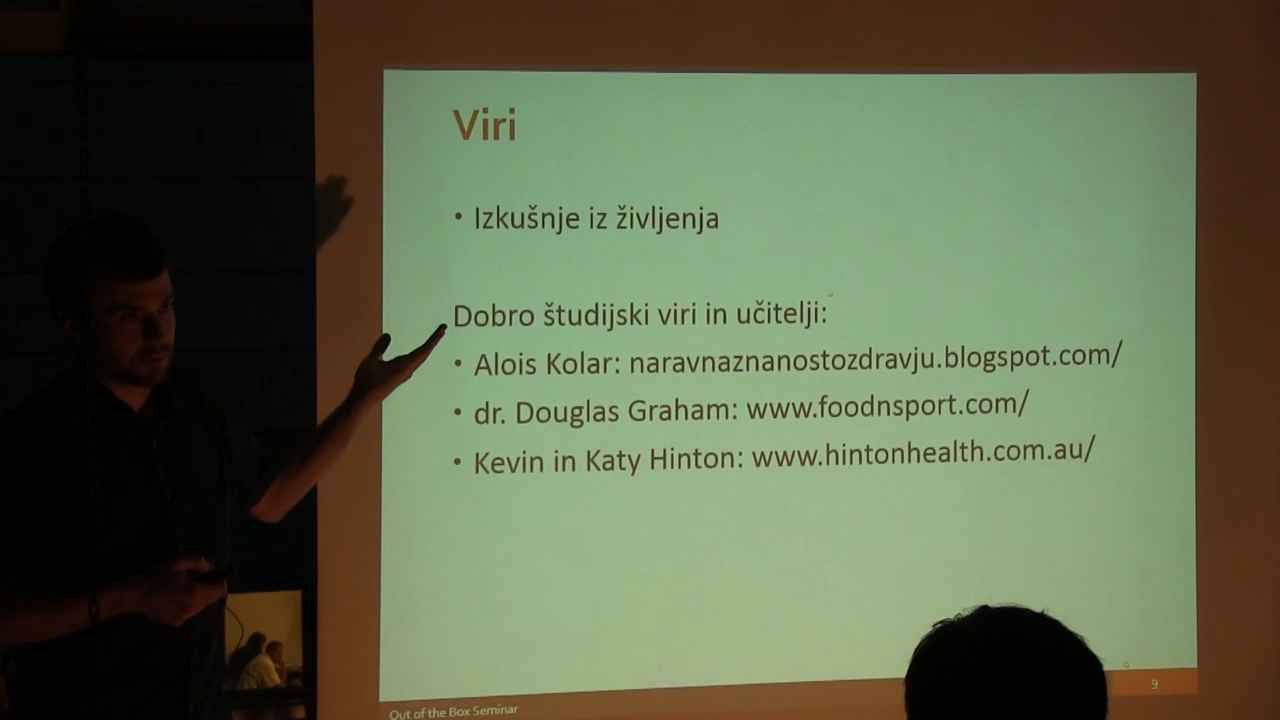 Viri
• Izkušnje iz življenja
Dobro študijski viri in učitelji:
• Alois Kolar: naravnaznanostozdravju.blogspot.com/
• dr. Douglas Graham: www.foodnsport.com/
• Kevin in Katy Hinton: www.hintonhealth.com.au/
9
9
Out of the Box Seminar